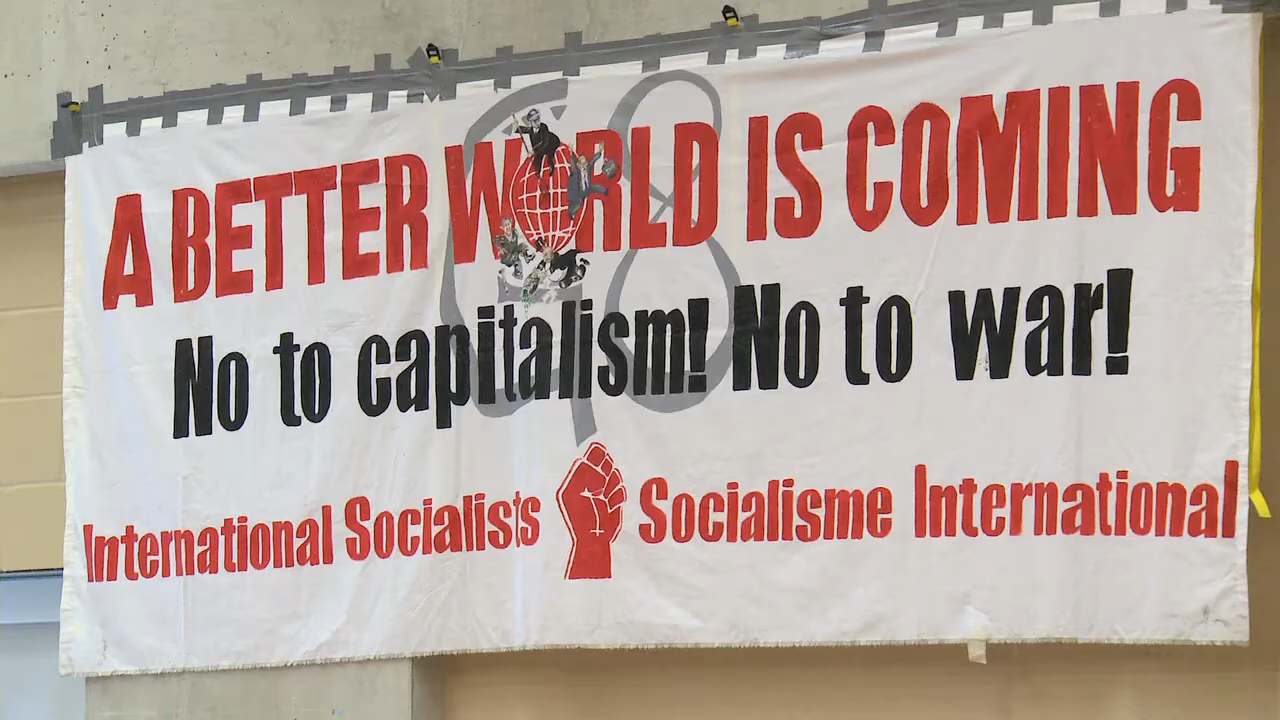 A BETTER WORLD IS COMING
No to capitalism! No to war!
International Socialists Socialisme International